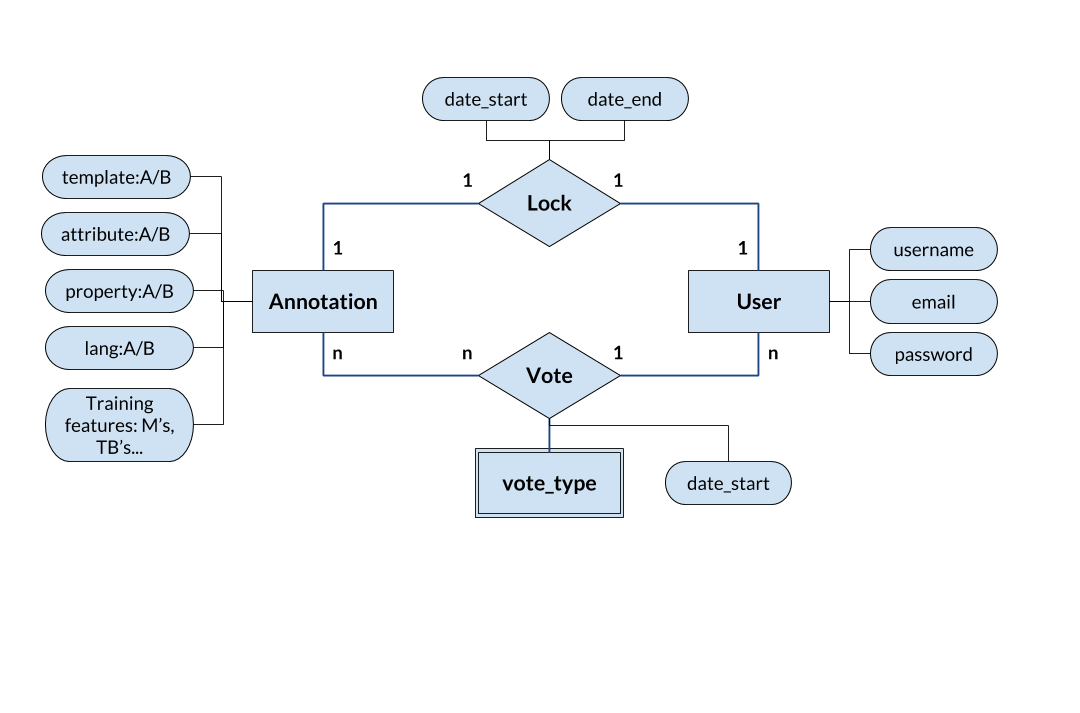 date_start
date_end
1
1
Lock
template:A/B
attribute:A/B
property:A/B
lang:A/B
Training
features: M’s,
TB’s...
1
1
Annotation
User
username
email
password
n
n
1
n
Vote
vote_type
date_start